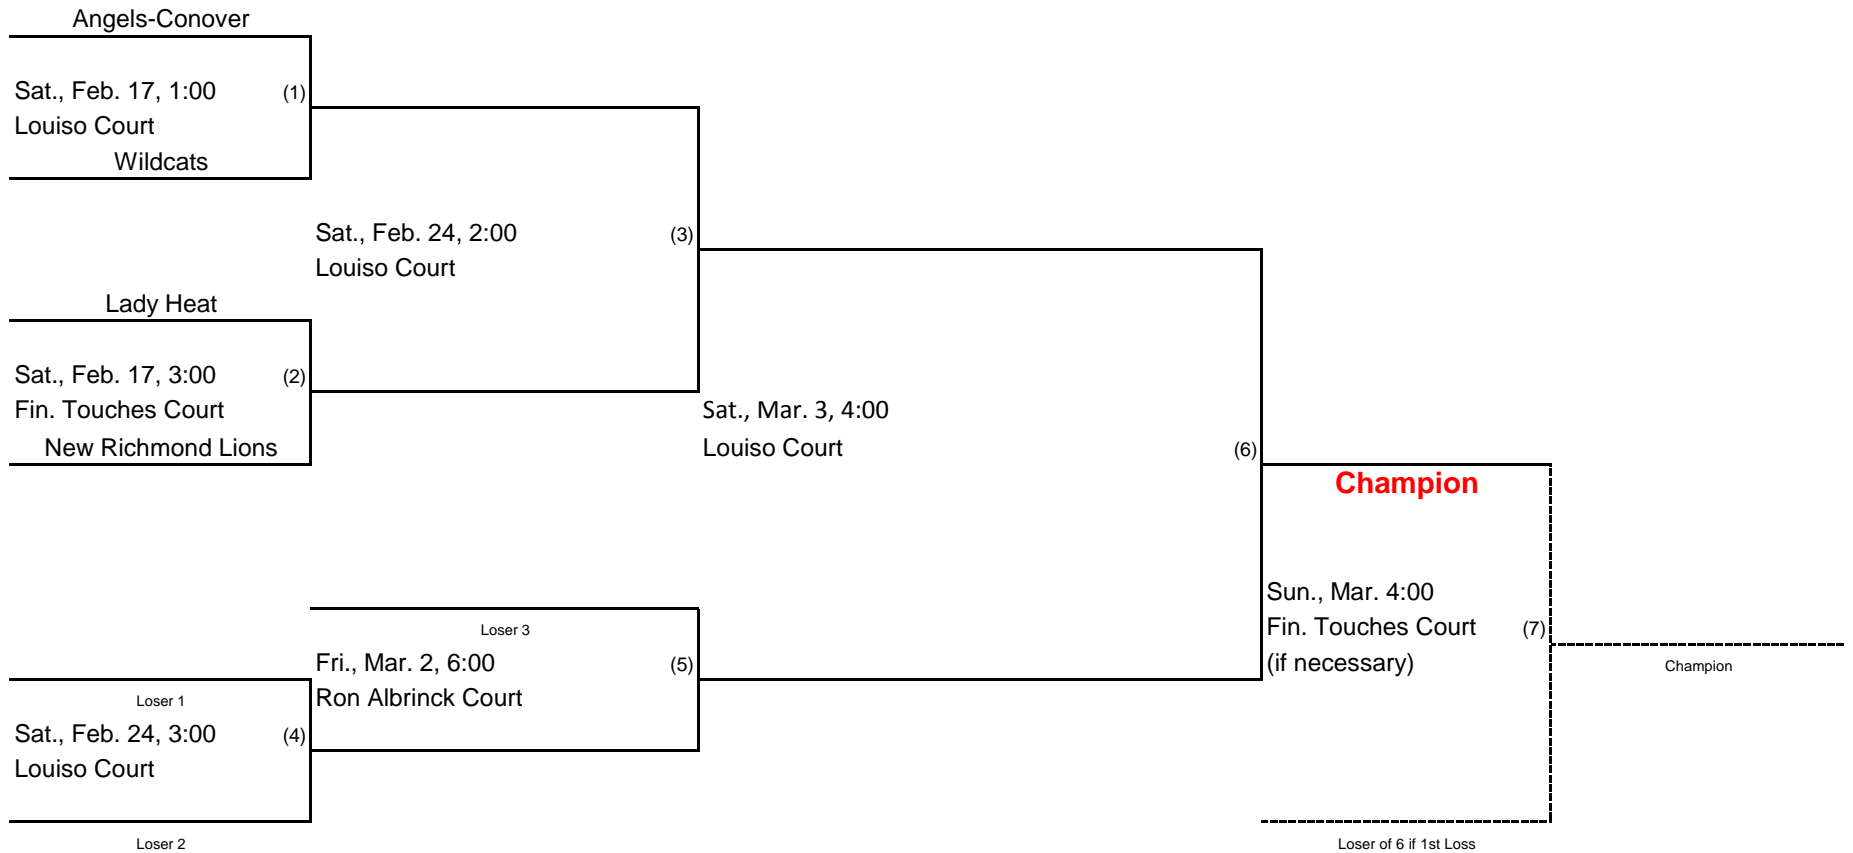 Angels-Conover
Sat., Feb. 17, 1:00 (1)
Louiso Court
Wildcats
Sat., Feb. 24, 2:00 (3)
Louiso Court
Lady Heat
Sat., Feb. 17, 3:00 (2)
Fin. Touches Court
New Richmond Lions
Sat., Mar. 3, 4:00
Louiso Court (6)
Champion
Sun., Mar. 4:00
Fin. Touches Court (7)
(if necessary)
Champion
Loser 3
Fri., Mar. 2, 6:00 (5)
Ron Albrinck Court
Loser 1
Sat., Feb. 24, 3:00 (4)
Louiso Court
Loser 2
Loser of 6 if 1st Loss